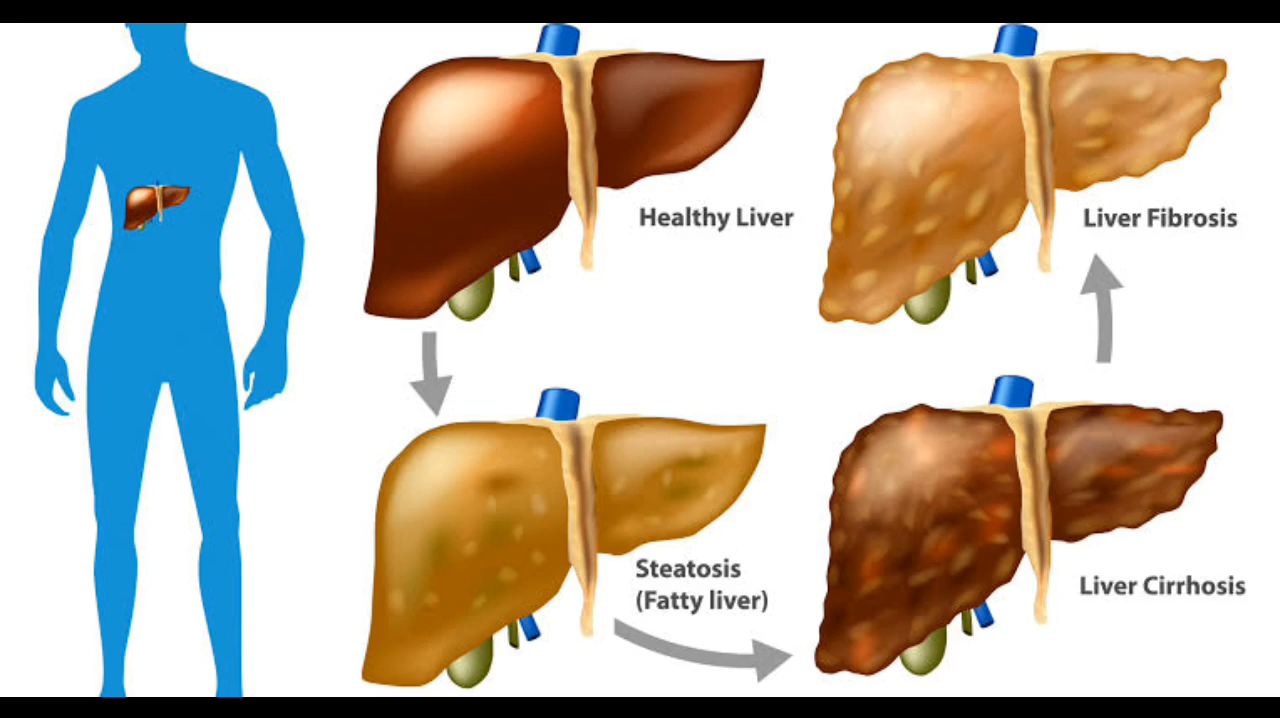 Healthy Liver
Liver Fibrosis
Steatosis
(Fatty liver)
Liver Cirrhosis